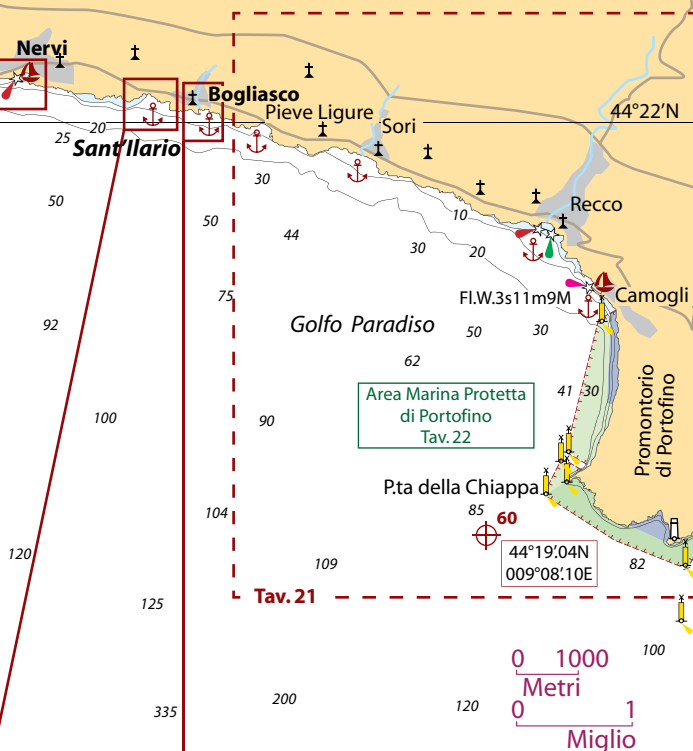 Nervi
Bogliasco
Pieve Ligure
44°22'N
Sori
25
20
Sant'Ilario
30
50
Recco
10
50
44
30
20
75
Fl.W.3s11m9M
Camogli
92
Golfo Paradiso
50
30
62
Area Marina Protetta
di Portofino
Tav. 22
41
30
Promontorio
di Portofino
100
90
P.ta della Chiappa
85
60
104
44°19'.04N
009°08'.10E
120
109
82
Tav. 21
125
100
0 1000
Metri
0 1
Miglio
200
120
335